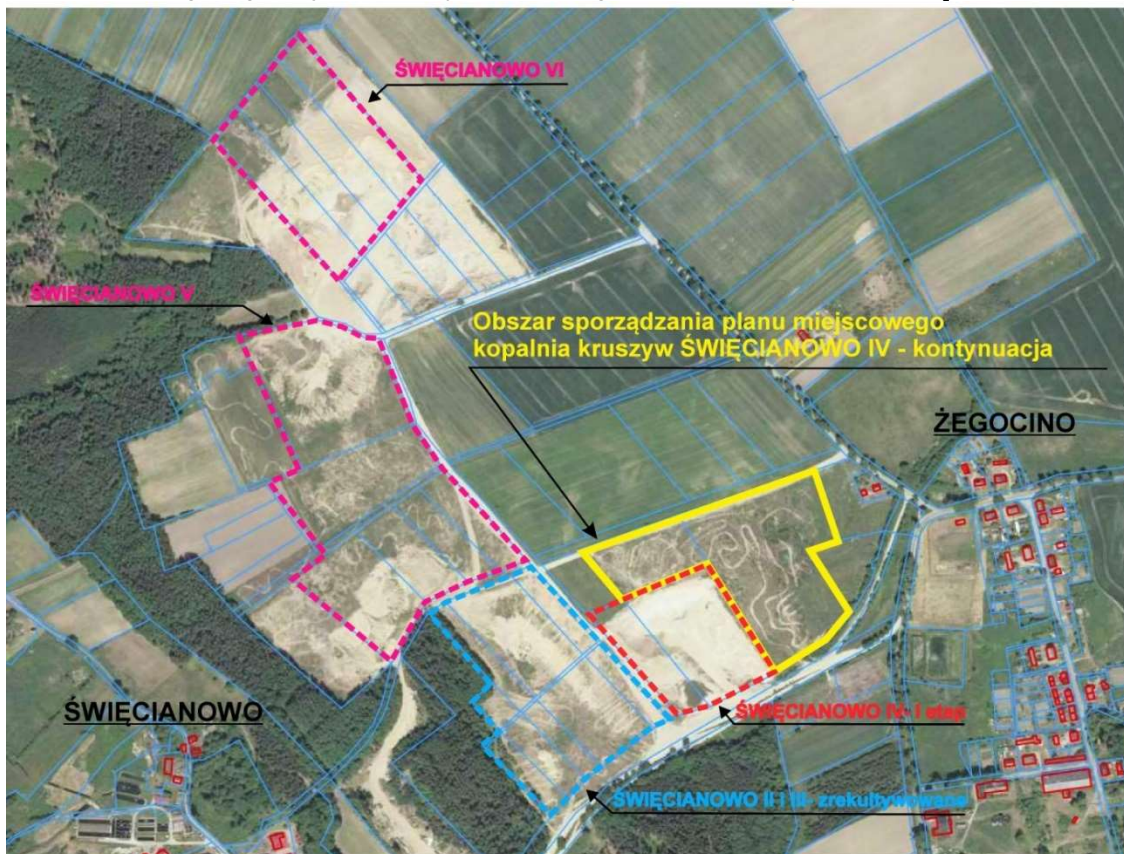 ŚWIĘCIANOWO VI
ŚWIĘCIANOWO V
Obszar sporządzania planu miejscowego
kopalnia kruszyw ŚWIĘCIANOWO IV - kontynuacja
ŻEGOCINO
ŚWIĘCIANOWO
ŚWIĘCIANOWO IV- I etap
ŚWIĘCIANOWO II i III- zrekultywowane